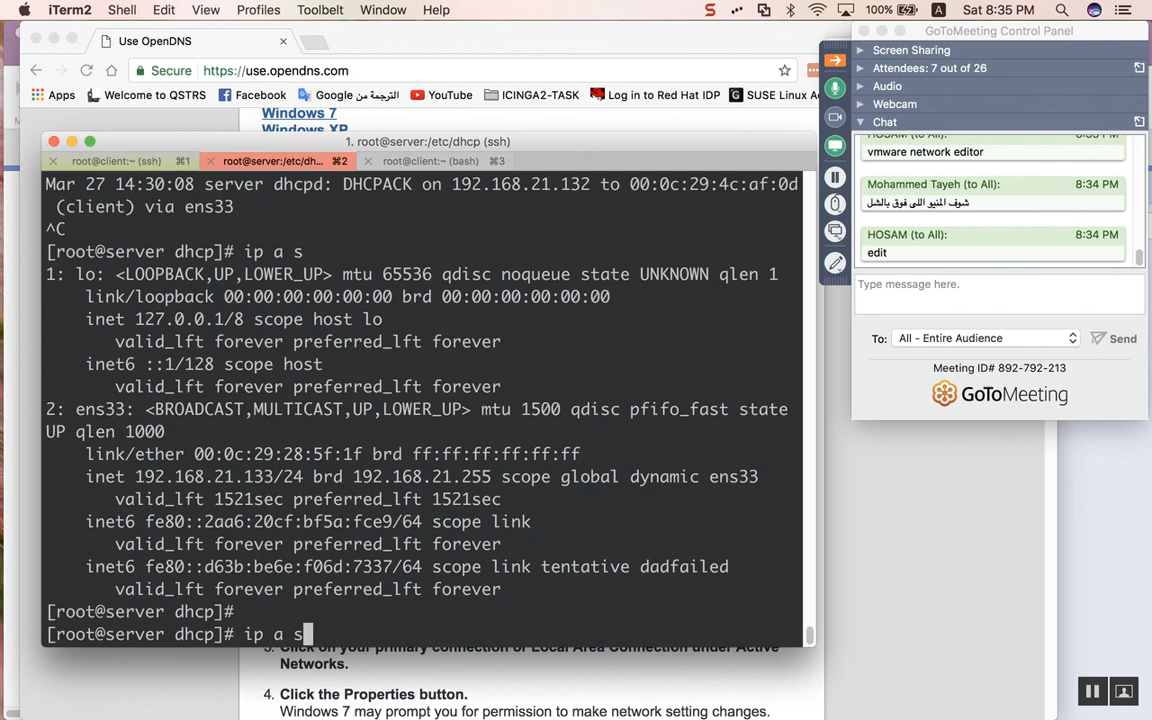 iTerm2 Shell Edit View Profiles Toolbelt Window Help
S 100% A Sat 8:35 PM
Use OpenDNS
Secure https://use.opendns.com
Apps Welcome to QSTRS Facebook Google الترجمة من YouTube ICINGA2-TASK Log in to Red Hat IDP SUSE Linux
Windows 7
Windows XP
1. root@server:/etc/dhcp (ssh)
root@client:~ (ssh) ⌘1 root@server:/etc/dh... ⌘2 root@client:~ (bash) ⌘3
Mar 27 14:30:08 server dhcpd: DHCPACK on 192.168.21.132 to 00:0c:29:4c:af:0d
(client) via ens33
^C
[root@server dhcp]# ip a s
1: lo: <LOOPBACK,UP,LOWER_UP> mtu 65536 qdisc noqueue state UNKNOWN qlen 1
link/loopback 00:00:00:00:00:00 brd 00:00:00:00:00:00
inet 127.0.0.1/8 scope host lo
valid_lft forever preferred_lft forever
inet6 ::1/128 scope host
valid_lft forever preferred_lft forever
2: ens33: <BROADCAST,MULTICAST,UP,LOWER_UP> mtu 1500 qdisc pfifo_fast state
UP qlen 1000
link/ether 00:0c:29:28:5f:1f brd ff:ff:ff:ff:ff:ff
inet 192.168.21.133/24 brd 192.168.21.255 scope global dynamic ens33
valid_lft 1521sec preferred_lft 1521sec
inet6 fe80::2aa6:20cf:bf5a:fce9/64 scope link
valid_lft forever preferred_lft forever
inet6 fe80::d63b:be6e:f06d:7337/64 scope link tentative dadfailed
valid_lft forever preferred_lft forever
[root@server dhcp]#
[root@server dhcp]# ip a s
3. Click on your primary connection or Local Area Connection under Active
Networks.
4. Click the Properties button.
Windows 7 may prompt you for permission to make network setting changes.
GoToMeeting Control Panel
Screen Sharing
Attendees: 7 out of 26
Audio
Webcam
Chat
HOSAM (to All):
vmware network editor
Mohammed Tayeh (to All): 8:34 PM
شوف المنيو اللى فوق بالشل
HOSAM (to All): 8:34 PM
edit
Type message here.
To: All - Entire Audience Send
Meeting ID# 892-792-213
GoToMeeting